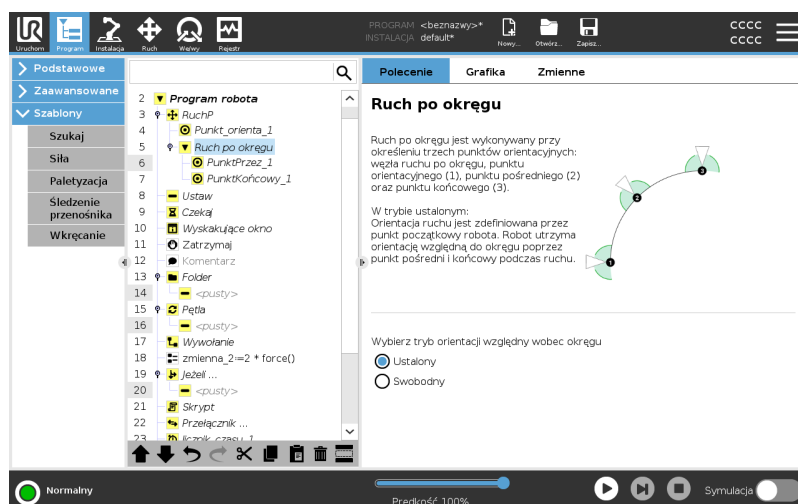 UR
Uruchom
Program
Instalacja
Ruch
We/wy
Rejestr
PROGRAM <beznazwy>*
INSTALACJA default*
Nowy...
Otwórz...
Zapisz...
CCCC
CCCC
Podstawowe
Zaawansowane
Szablony
Szukaj
Siła
Paletyzacja
Śledzenie
przenośnika
Wkręcanie
2 Program robota
3 RuchP
4 Punkt_orienta_1
5 Ruch po okręgu
6 PunktPrzez_1
7 PunktKońcowy_1
8 Ustaw
9 Czekaj
10 Wyskakujące okno
11 Zatrzymaj
12 Komentarz
13 Folder
14 <pusty>
15 Pętla
16 <pusty>
17 Wywołanie
18 zmienna_2:=2 * force()
19 Jeżeli ...
20 <pusty>
21 Skrypt
22 Przełącznik ...
23 licznik_czasu_1
Polecenie
Grafika
Zmienne
Ruch po okręgu
Ruch po okręgu jest wykonywany przy
określeniu trzech punktów orientacyjnych:
węzła ruchu po okręgu, punktu
orientacyjnego (1), punktu pośredniego (2)
oraz punktu końcowego (3).
W trybie ustalonym:
Orientacja ruchu jest zdefiniowana przez
punkt początkowy robota. Robot utrzyma
orientację względną do okręgu poprzez
punkt pośredni i końcowy podczas ruchu.
3
2
1
Wybierz tryb orientacji względny wobec okręgu
Ustalony
Swobodny
Normalny
Prędkość 100%
Symulacja